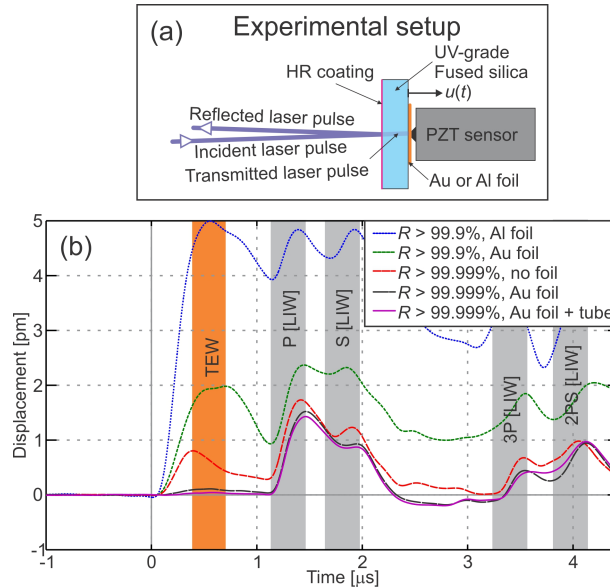 Experimental setup
(a)
UV-grade
Fused silica
HR coating
u(t)
Reflected laser pulse
PZT sensor
Incident laser pulse
Transmitted laser pulse
Au or Al foil
(b)
R > 99.9%, Al foil
R > 99.9%, Au foil
R > 99.999%, no foil
R > 99.999%, Au foil
R > 99.999%, Au foil + tube
TEW
P [LIW]
S [LIW]
3P [LIW]
2PS [LIW]
Displacement [pm]
5
4
3
2
1
0
-1
-1
0
1
2
3
4
Time [μs]